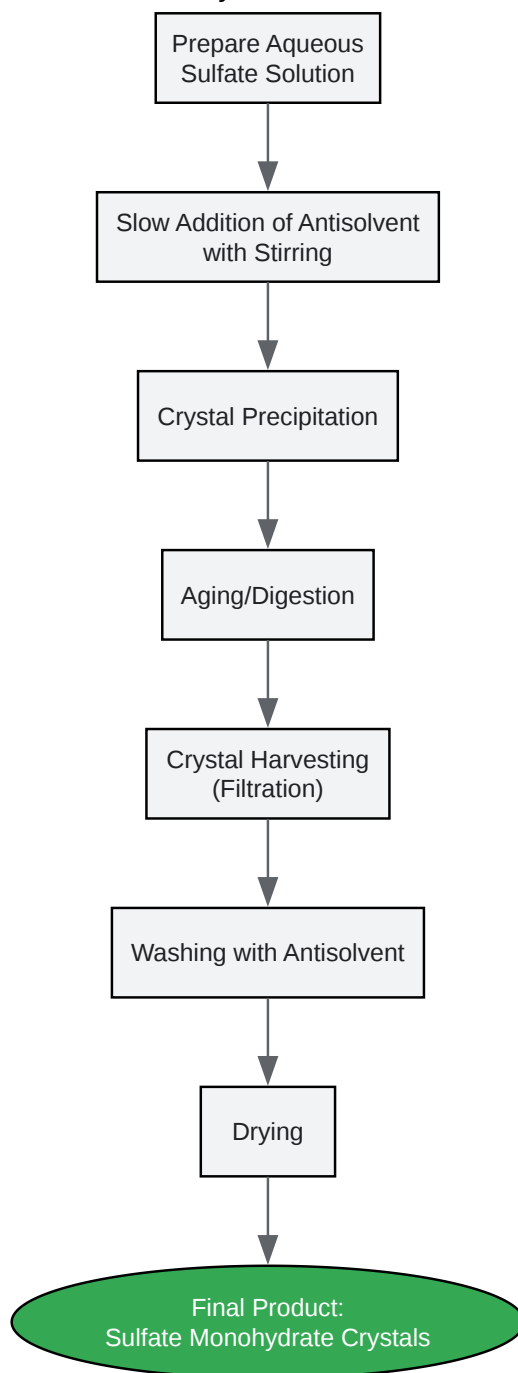 Prepare Aqueous
Sulfate Solution
Slow Addition of Antisolvent
with Stirring
Crystal Precipitation
Aging/Digestion
Crystal Harvesting
(Filtration)
Washing with Antisolvent
Drying
Final Product:
Sulfate Monohydrate Crystals